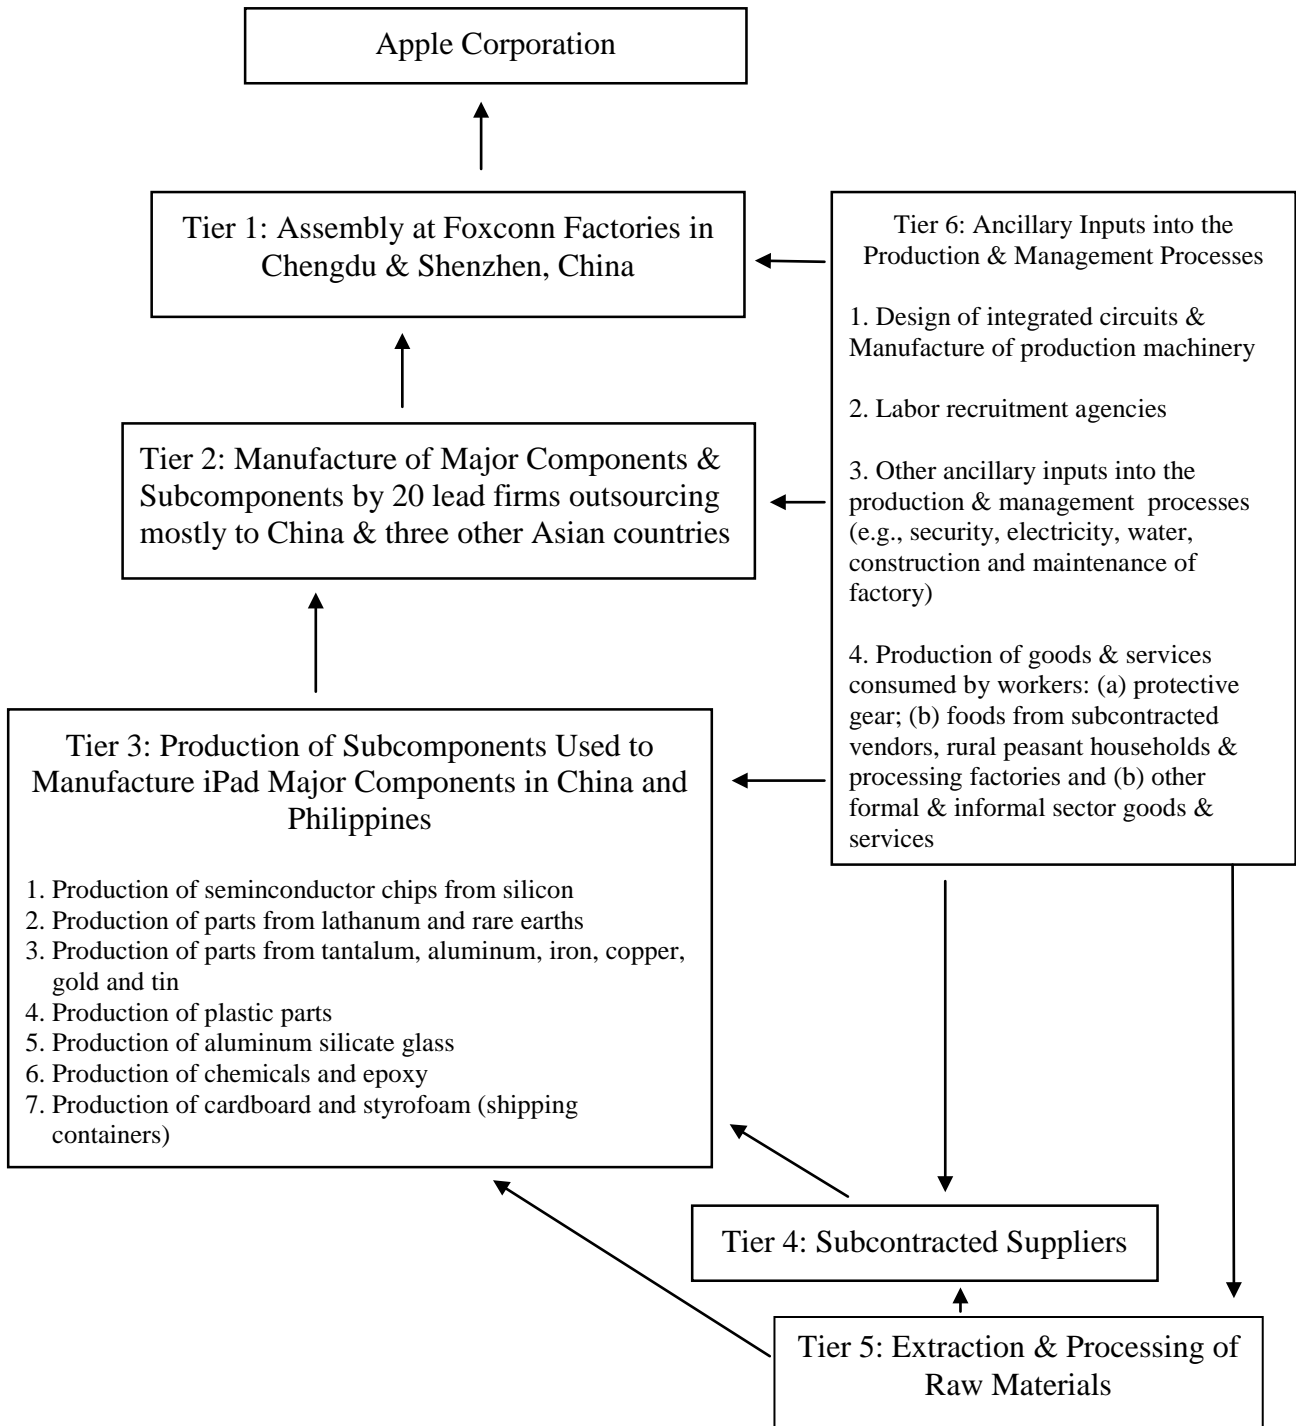 Apple Corporation
Tier 1: Assembly at Foxconn Factories in
Chengdu & Shenzhen, China
Tier 2: Manufacture of Major Components &
Subcomponents by 20 lead firms outsourcing
mostly to China & three other Asian countries
Tier 3: Production of Subcomponents Used to
Manufacture iPad Major Components in China and
Philippines
1. Production of seminconductor chips from silicon
2. Production of parts from lathanum and rare earths
3. Production of parts from tantalum, aluminum, iron, copper,
gold and tin
4. Production of plastic parts
5. Production of aluminum silicate glass
6. Production of chemicals and epoxy
7. Production of cardboard and styrofoam (shipping
containers)
Tier 6: Ancillary Inputs into the
Production & Management Processes
1. Design of integrated circuits &
Manufacture of production machinery
2. Labor recruitment agencies
3. Other ancillary inputs into the
production & management processes
(e.g., security, electricity, water,
construction and maintenance of
factory)
4. Production of goods & services
consumed by workers: (a) protective
gear; (b) foods from subcontracted
vendors, rural peasant households &
processing factories and (b) other
formal & informal sector goods &
services
Tier 4: Subcontracted Suppliers
Tier 5: Extraction & Processing of
Raw Materials